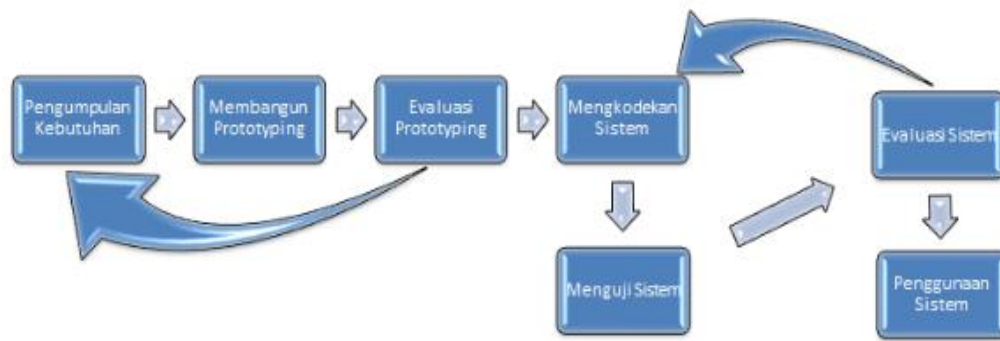 Pengumpulan
Kebutuhan
Membangun
Prototyping
Evaluasi
Prototyping
Mengkodekan
Sistem
Menguji Sistem
Evaluasi Sistem
Penggunaan
Sistem